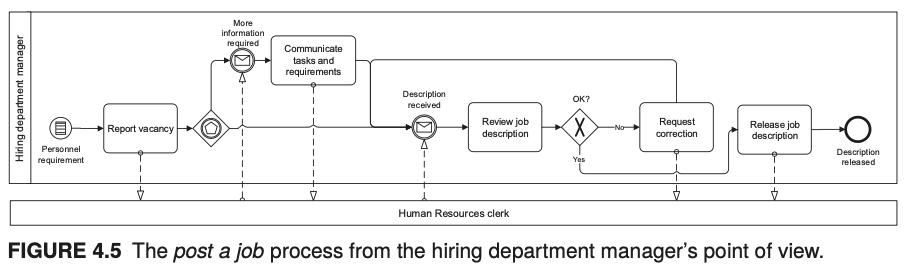 Hiring department manager
More
information
required
Communicate
tasks and
requirements
Description
received
OK?
Report vacancy
Review job
description
No
Request
correction
Release job
description
Personnel
requirement
Yes
Description
released
Human Resources clerk
FIGURE 4.5 The post a job process from the hiring department manager's point of view.